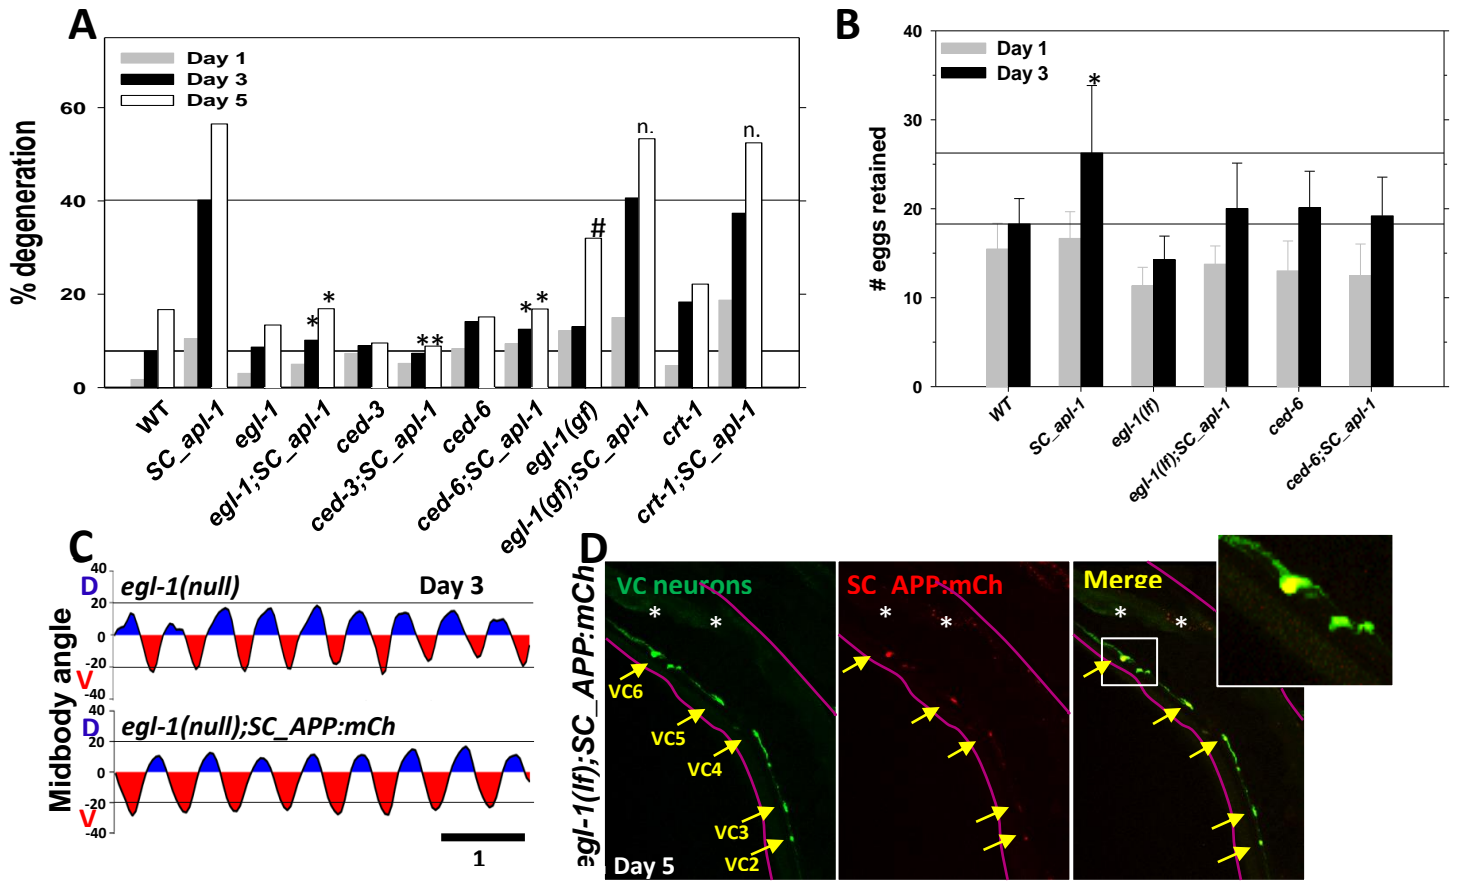 A
Day 1
Day 3
Day 5
% degeneration
60
40
20
0
*
*
**
*
*
#
n.
n.
WT
SC_apl-1
egl-1
egl-1;SC_apl-1
ced-3
ced-3;SC_apl-1
ced-6
ced-6;SC_apl-1
egl-1(gf)
egl-1(gf);SC_apl-1
crt-1
crt-1;SC_apl-1
B
Day 1
Day 3
# eggs retained
40
30
20
10
0
*
WT
SC_apl-1
egl-1(lf)
egl-1(lf);SC_apl-1
ced-6
ced-6;SC_apl-1
C
Midbody angle
40
D
egl-1(null)
Day 3
20
0
-20
V
-40
40
D
egl-1(null);SC_APP:mCh
20
0
-20
V
-40
1
D
egl-1(lf);SC_APP:mCh
VC neurons
SC APP:mCh
Merge
* *
* *
* *
VC6
VC5
VC4
VC3
VC2
Day 5